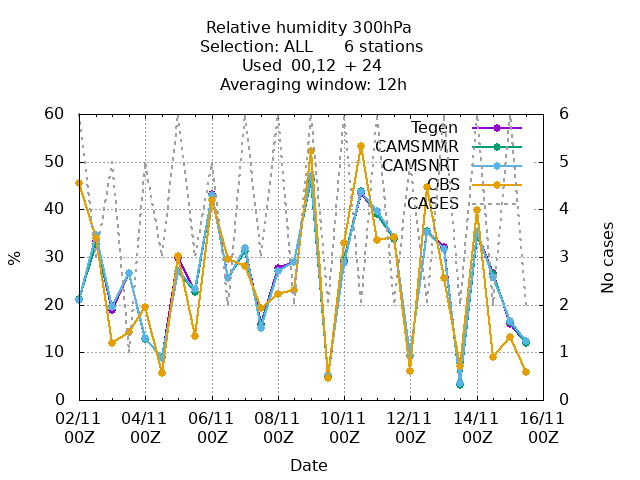 Relative humidity 300hPa
Selection: ALL 6 stations
Used 00,12 + 24
Averaging window: 12h
60 6
Tegen
CAMSMMR
50 5
CAMSNRT
OBS
CASES
40 4
30 3
%
No cases
20 2
10 1
0 0
02/11 04/11 06/11 08/11 10/11 12/11 14/11 16/11
00Z 00Z 00Z 00Z 00Z 00Z 00Z 00Z
Date